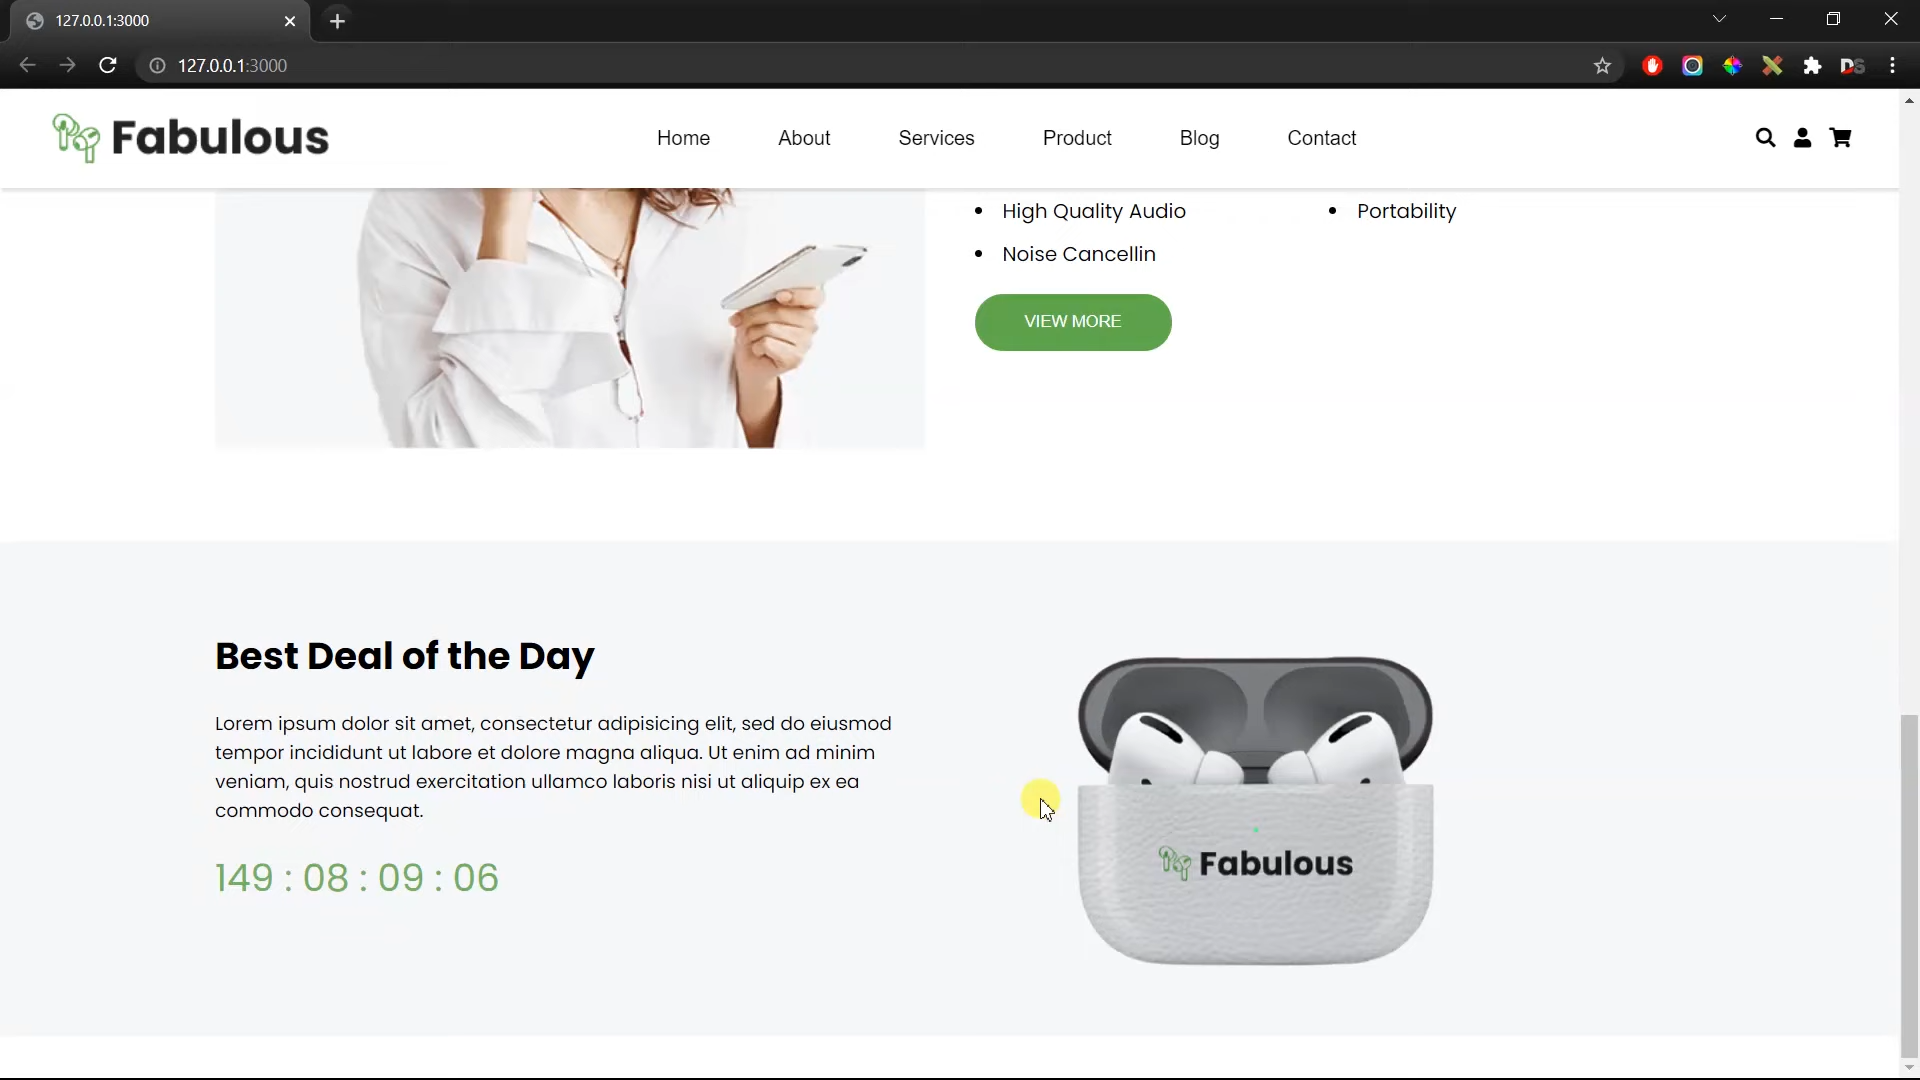 127.0.0.1:3000
127.0.0.1:3000
Fabulous
Home
About
Services
Product
Blog
Contact
High Quality Audio
Portability
Noise Cancellin
VIEW MORE
Best Deal of the Day
Lorem ipsum dolor sit amet, consectetur adipisicing elit, sed do eiusmod
tempor incididunt ut labore et dolore magna aliqua. Ut enim ad minim
veniam, quis nostrud exercitation ullamco laboris nisi ut aliquip ex ea
commodo consequat.
149 : 08 : 09 : 06
Fabulous